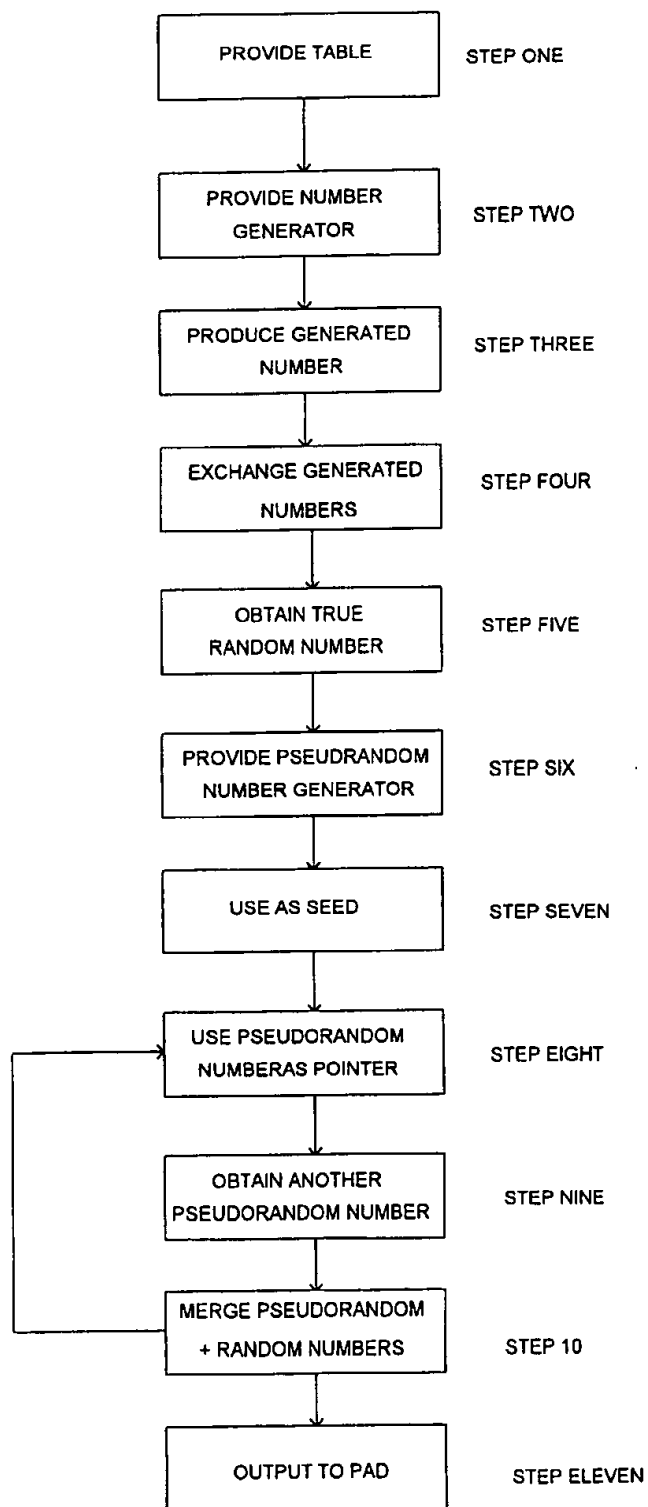 PROVIDE TABLE
STEP ONE
PROVIDE NUMBER
GENERATOR
STEP TWO
PRODUCE GENERATED
NUMBER
STEP THREE
EXCHANGE GENERATED
NUMBERS
STEP FOUR
OBTAIN TRUE
RANDOM NUMBER
STEP FIVE
PROVIDE PSEUDRANDOM
NUMBER GENERATOR
STEP SIX
USE AS SEED
STEP SEVEN
USE PSEUDORANDOM
NUMBERAS POINTER
STEP EIGHT
OBTAIN ANOTHER
PSEUDORANDOM NUMBER
STEP NINE
MERGE PSEUDORANDOM
+ RANDOM NUMBERS
STEP 10
OUTPUT TO PAD
STEP ELEVEN